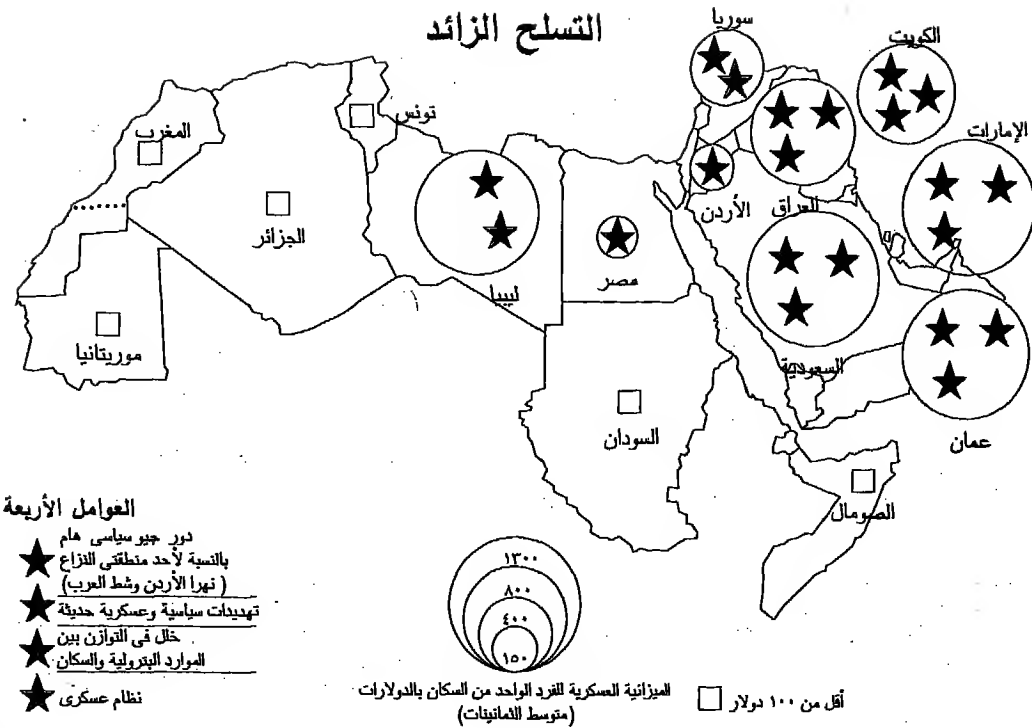 التسلح الزائد
سوريا
الكويت
الإمارات
المغرب
تونس
الجزائر
ليبيا
مصر
الأردن
العراق
السعودية
عمان
موريتانيا
السودان
الصومال
العوامل الأربعة
دور جيو سياسى هام
بالنسبة لأحد منطقتى النزاع
(نهرا الأردن وشط العرب)
تهديدات سياسية وعسكرية حديثة
خلل فى التوازن بين
الموارد البترولية والسكان
نظام عسكرى
١٣٠٠
٨٠٠
٤٠٠
١٥٠
الميزانية العسكرية للفرد الواحد من السكان بالدولارات
(متوسط الثمانينات)
أقل من ١٠٠ دولار